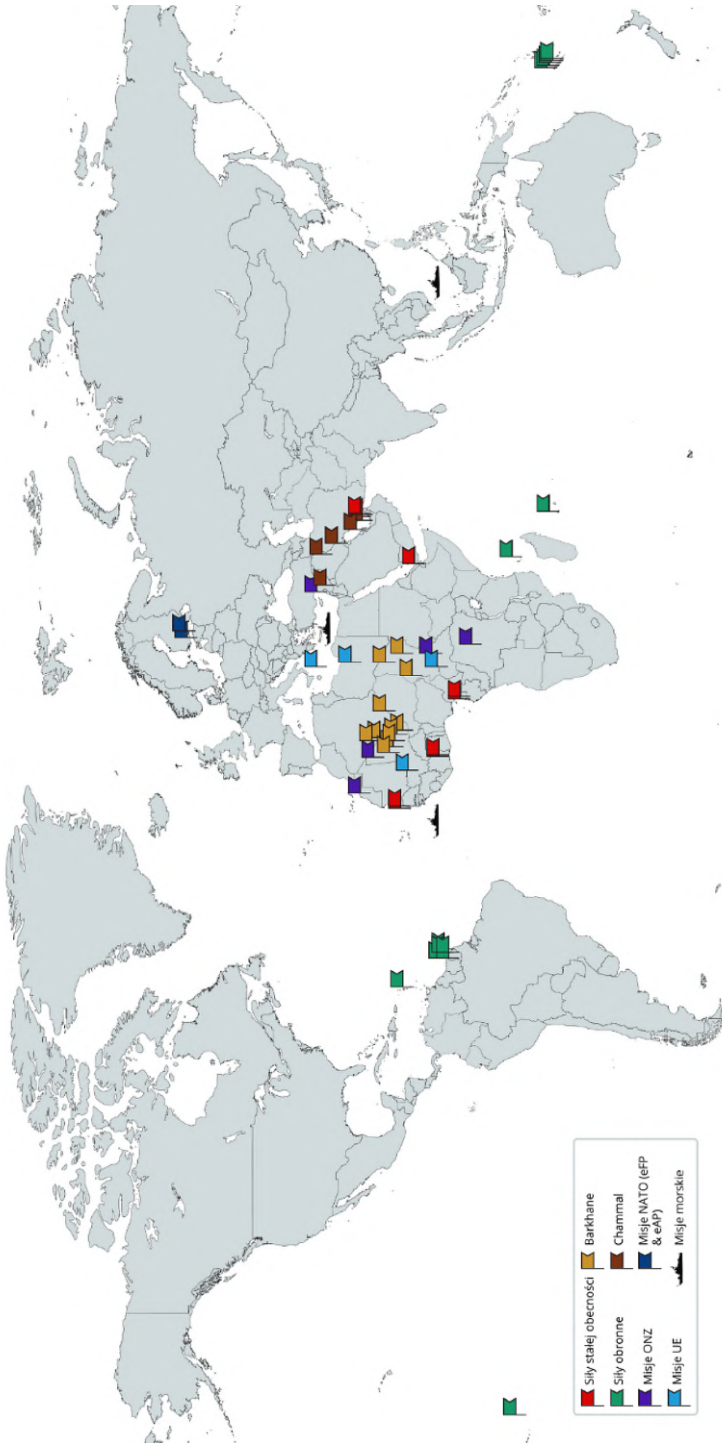 Siły stałej obecności
Siły obronne
Misje ONZ
Misje UE
Barkhane
Chammal
Misje NATO (eFP
& eAP)
Misje morskie